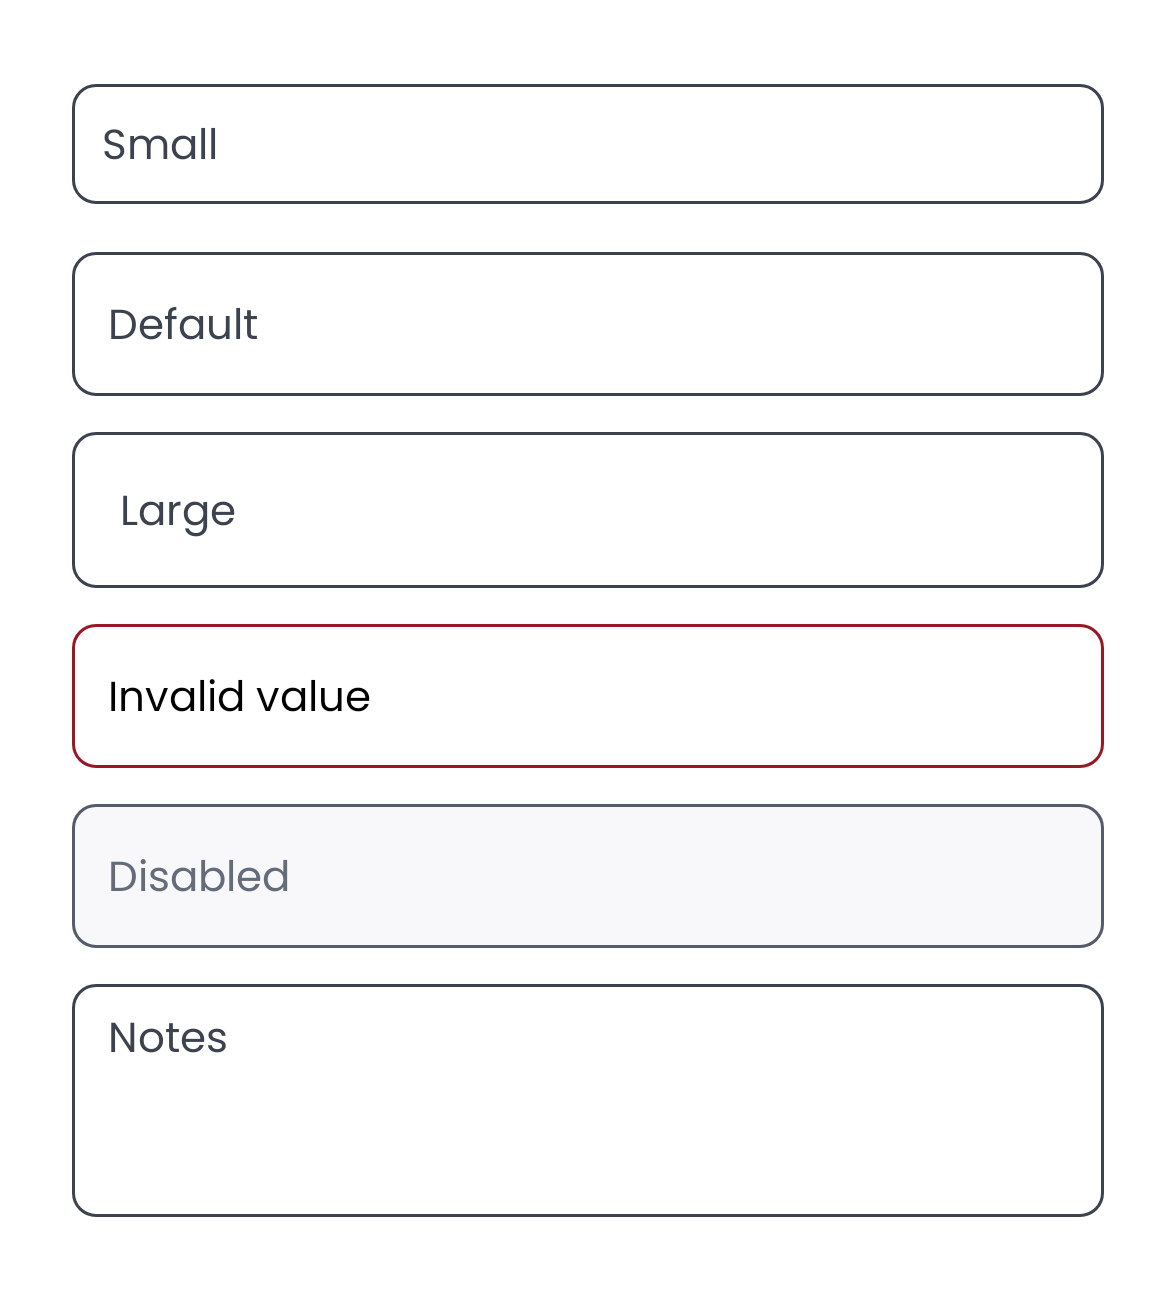 Small
Default
Large
Invalid value
Disabled
Notes